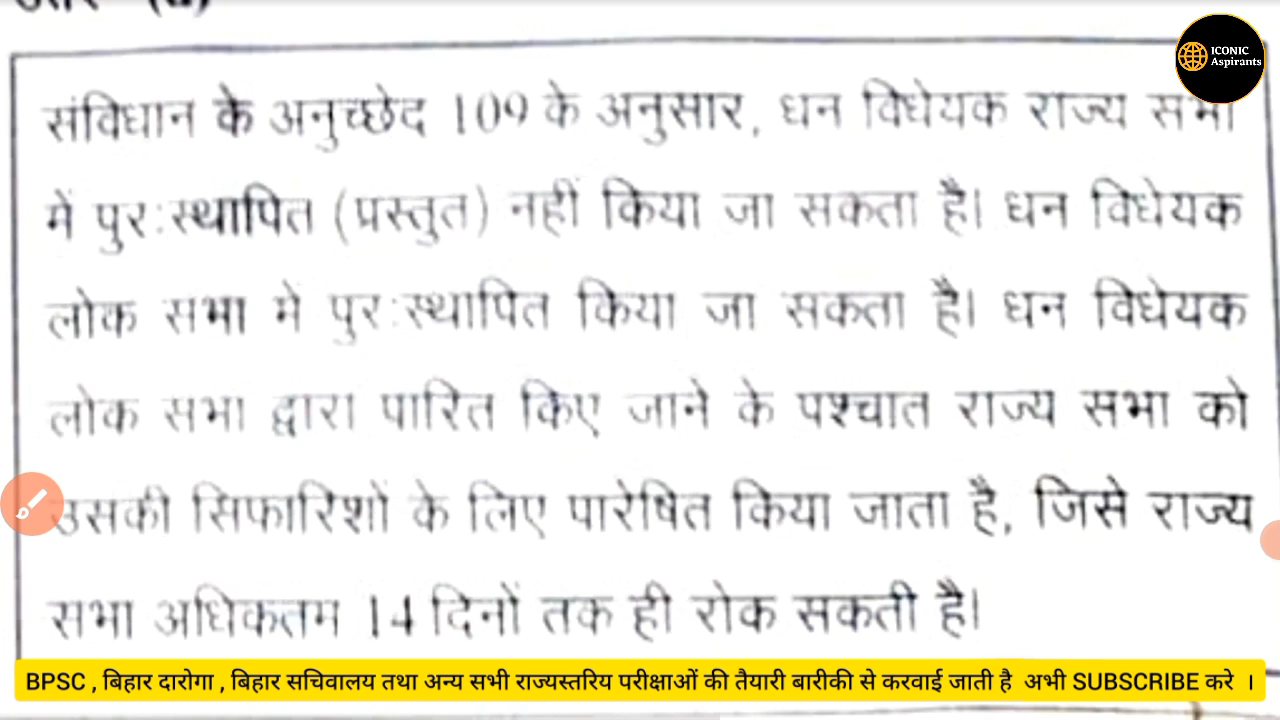 ICONIC
Aspirants
संविधान के अनुच्छेद 109 के अनुसार, धन विधेयक राज्य सभा
में पुर:स्थापित (प्रस्तुत) नहीं किया जा सकता है। धन विधेयक
लोक सभा में पुर:स्थापित किया जा सकता है। धन विधेयक
लोक सभा द्वारा पारित किए जाने के पश्चात राज्य सभा को
उसकी सिफारिशों के लिए पारेषित किया जाता है, जिसे राज्य
सभा अधिकतम 14 दिनों तक ही रोक सकती है।
BPSC , बिहार दारोगा , बिहार सचिवालय तथा अन्य सभी राज्यस्तरिय परीक्षाओं की तैयारी बारीकी से करवाई जाती है अभी SUBSCRIBE करे ।